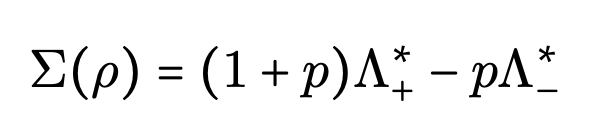 Σ(ρ) = (1 + p)Λ₊* − pΛ₋*